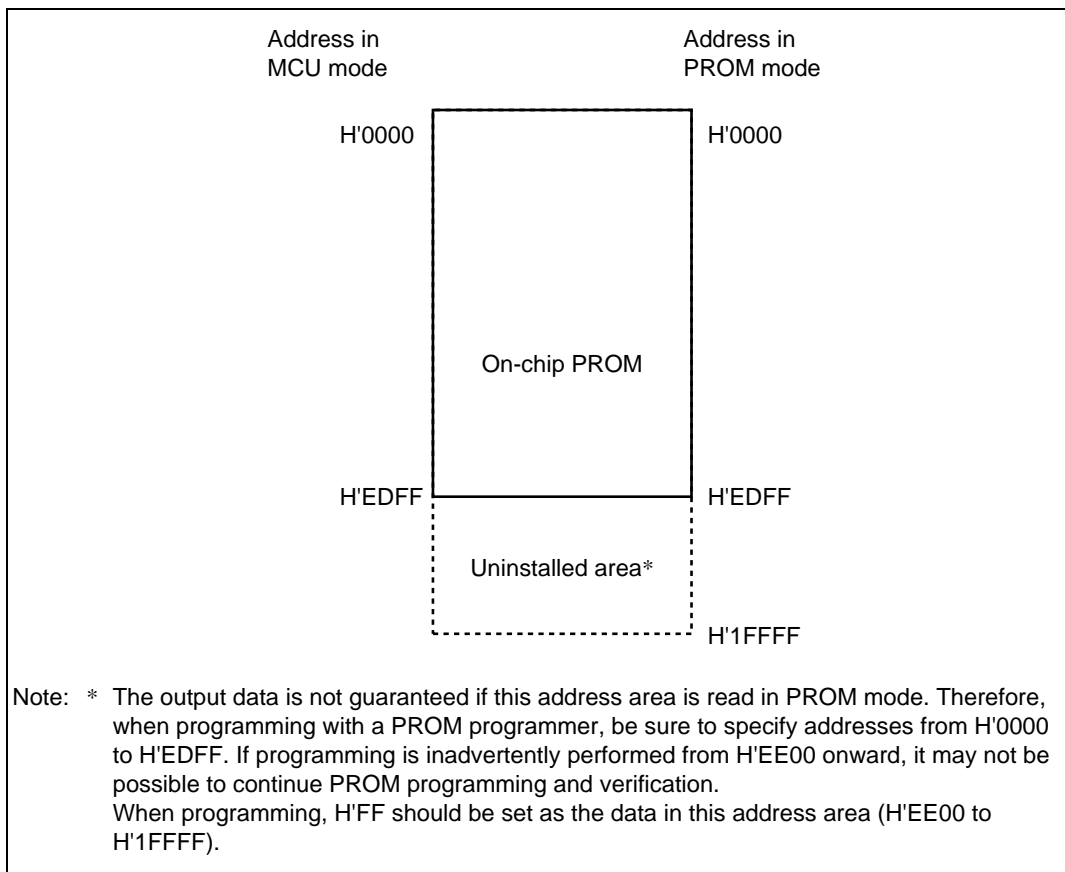 Address in
MCU mode
Address in
PROM mode
H'0000
H'0000
On-chip PROM
H'EDFF
H'EDFF
Uninstalled area*
H'1FFFF
Note: * The output data is not guaranteed if this address area is read in PROM mode. Therefore,
when programming with a PROM programmer, be sure to specify addresses from H'0000
to H'EDFF. If programming is inadvertently performed from H'EE00 onward, it may not be
possible to continue PROM programming and verification.
When programming, H'FF should be set as the data in this address area (H'EE00 to
H'1FFFF).